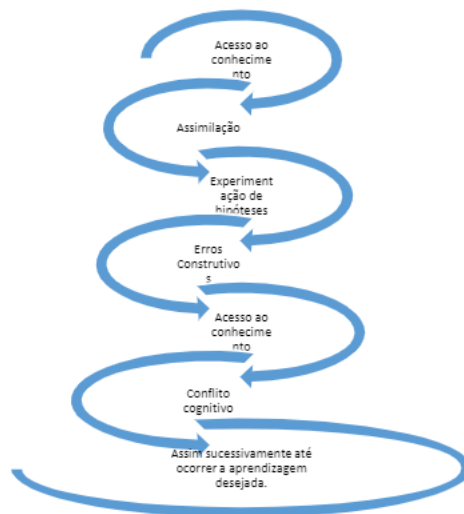 Acesso ao
conhecime
nto
Assimilação
Experiment
ação de
hipóteses
Erros
Construtivo
s
Acesso ao
conhecime
nto
Conflito
cognitivo
Assim sucessivamente até
ocorrer a aprendizagem
desejada.